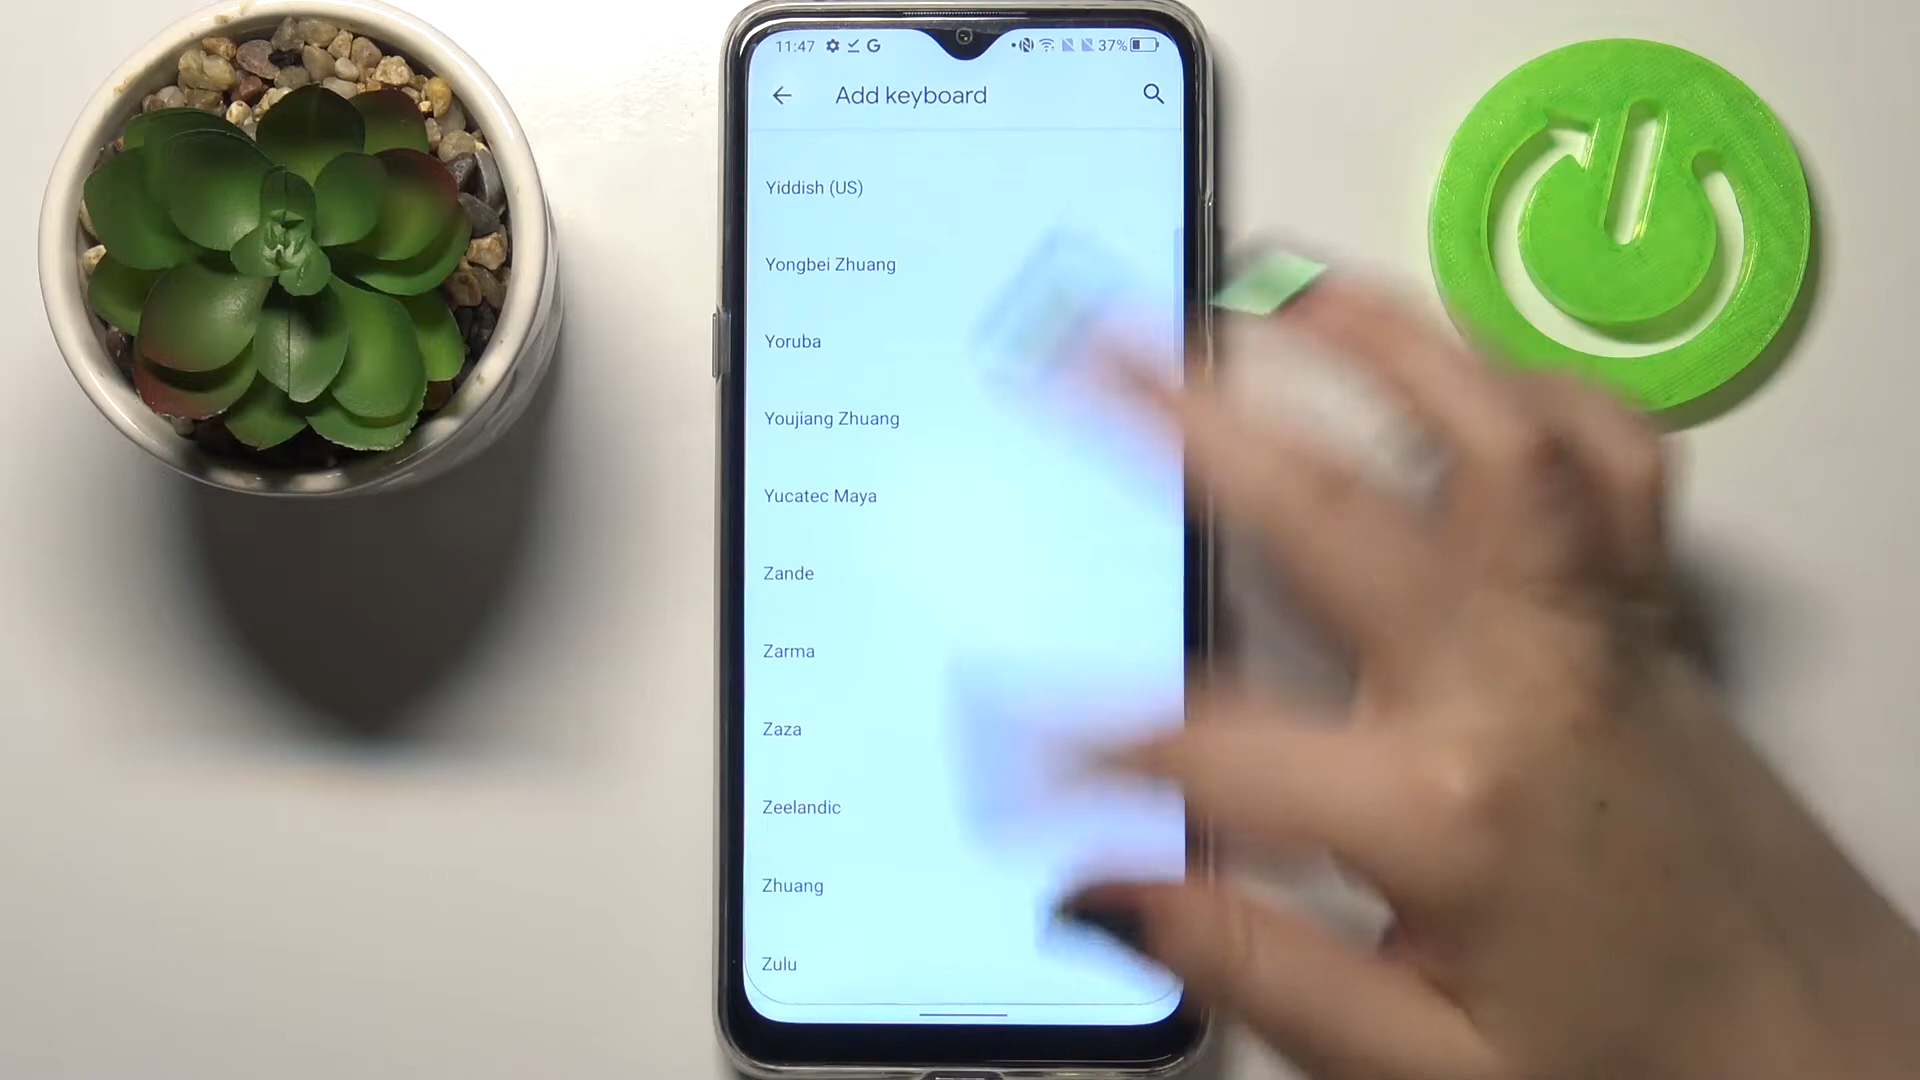 11:47 37%
Add keyboard
Yiddish (US)
Yongbei Zhuang
Yoruba
Youjiang Zhuang
Yucatec Maya
Zande
Zarma
Zaza
Zeelandic
Zhuang
Zulu